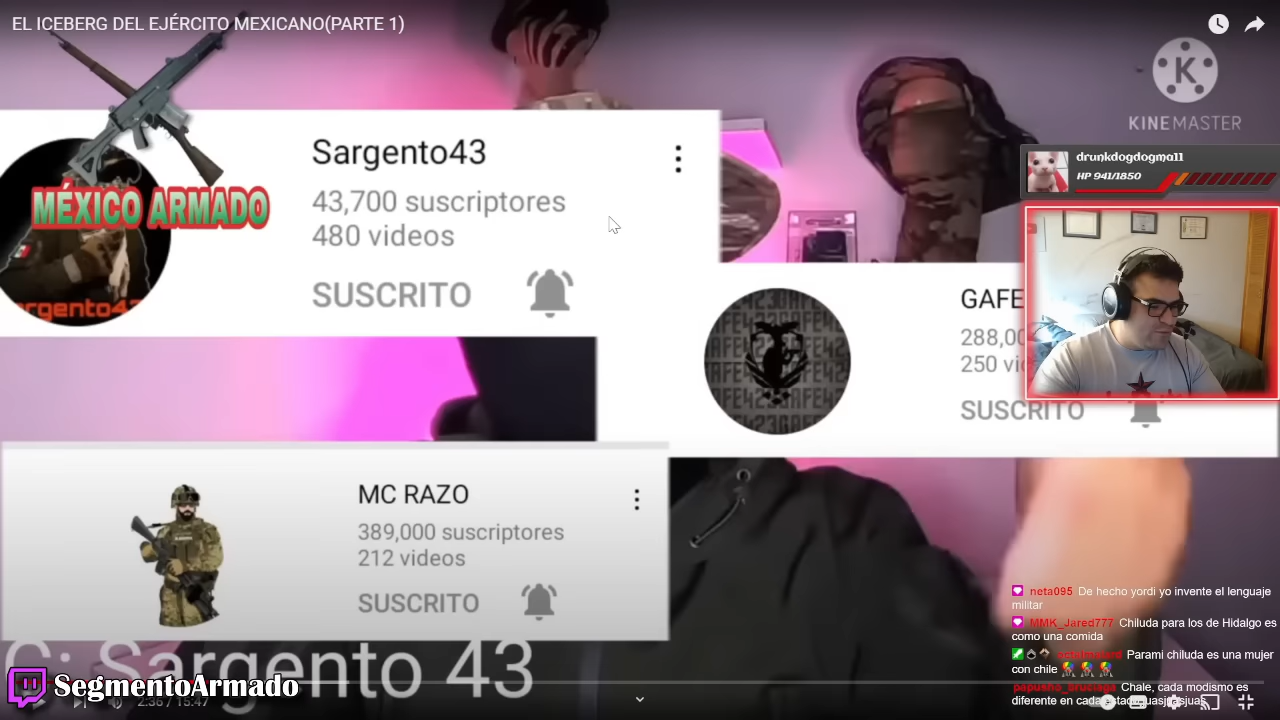 EL ICEBERG DEL EJÉRCITO MEXICANO(PARTE 1)
K
KINEMASTER
MÉXICO ARMADO
Sargento43
43,700 suscriptores
480 videos
SUSCRITO
drunkdogdogmall
HP 941/1850
GAFE
288,00
SUSCRITO
GAFE423
MC RAZO
389,000 suscriptores
212 videos
SUSCRITO
250
C: Sargento 43
SegmentoArmado
2:36 / 15:47
neta095 De hecho yordi yo invente el lenguaje
militar
MMK_Jared777 Chiluda para los de Hidalgo es
como una comida
Parami chiluda es una mujer
con chile
Chale, cada modismo es
diferente en cada